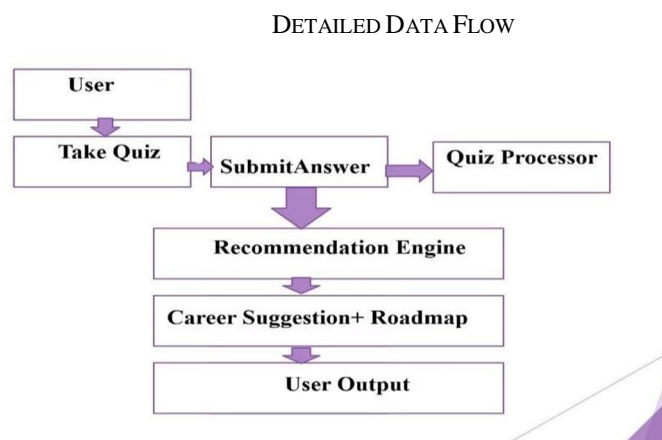 DETAILED DATA FLOW
User
Take Quiz
SubmitAnswer
Quiz Processor
Recommendation Engine
Career Suggestion+ Roadmap
User Output